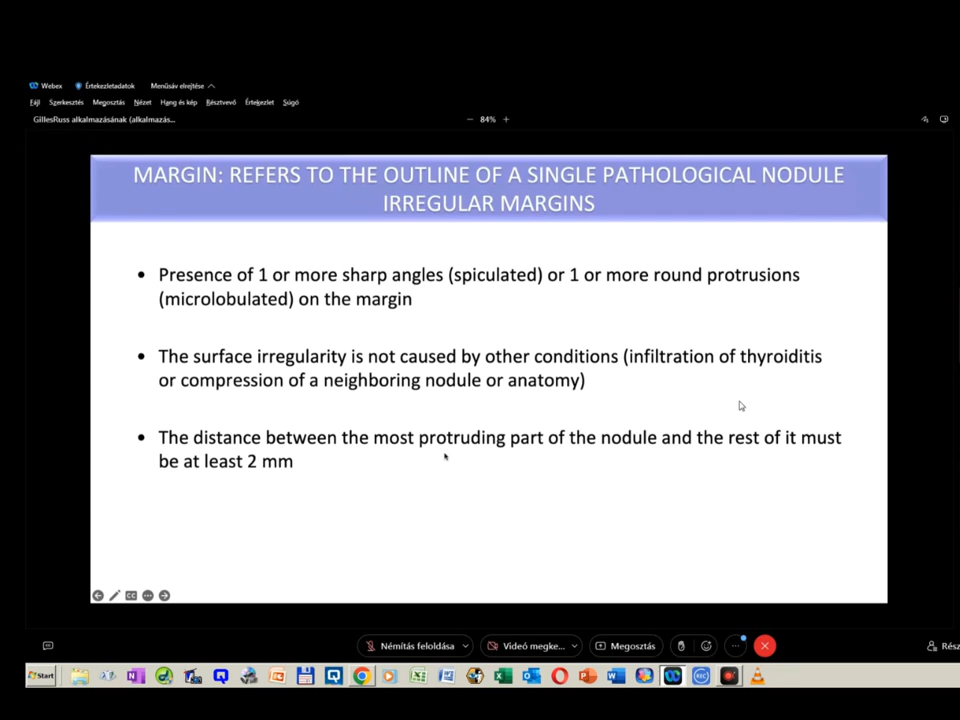 Webex Értekezletadatok Menüsáv elrejtése
Fájl Szerkesztés Megosztás Nézet Hang és kép Résztvevő Értekezlet Súgó
GillesRuss alkalmazásának (alkalmazás...
84%
MARGIN: REFERS TO THE OUTLINE OF A SINGLE PATHOLOGICAL NODULE
IRREGULAR MARGINS
• Presence of 1 or more sharp angles (spiculated) or 1 or more round protrusions
(microlobulated) on the margin
• The surface irregularity is not caused by other conditions (infiltration of thyroiditis
or compression of a neighboring nodule or anatomy)
• The distance between the most protruding part of the nodule and the rest of it must
be at least 2 mm
Némítás feloldása Videó megke... Megosztás Rész
Start